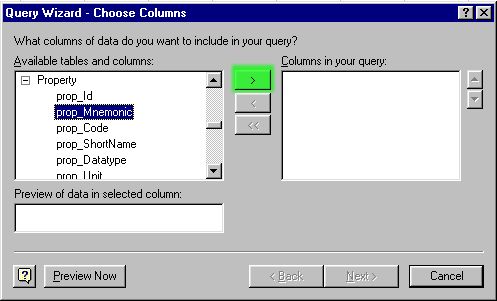 Query Wizard - Choose Columns
What columns of data do you want to include in your query?
Available tables and columns:
Columns in your query:
Property
prop_Id
prop_Mnemonic
prop_Code
prop_ShortName
prop_Datatype
prop_Unit
>
<
<<
Preview of data in selected column:
Preview Now
< Back
Next >
Cancel